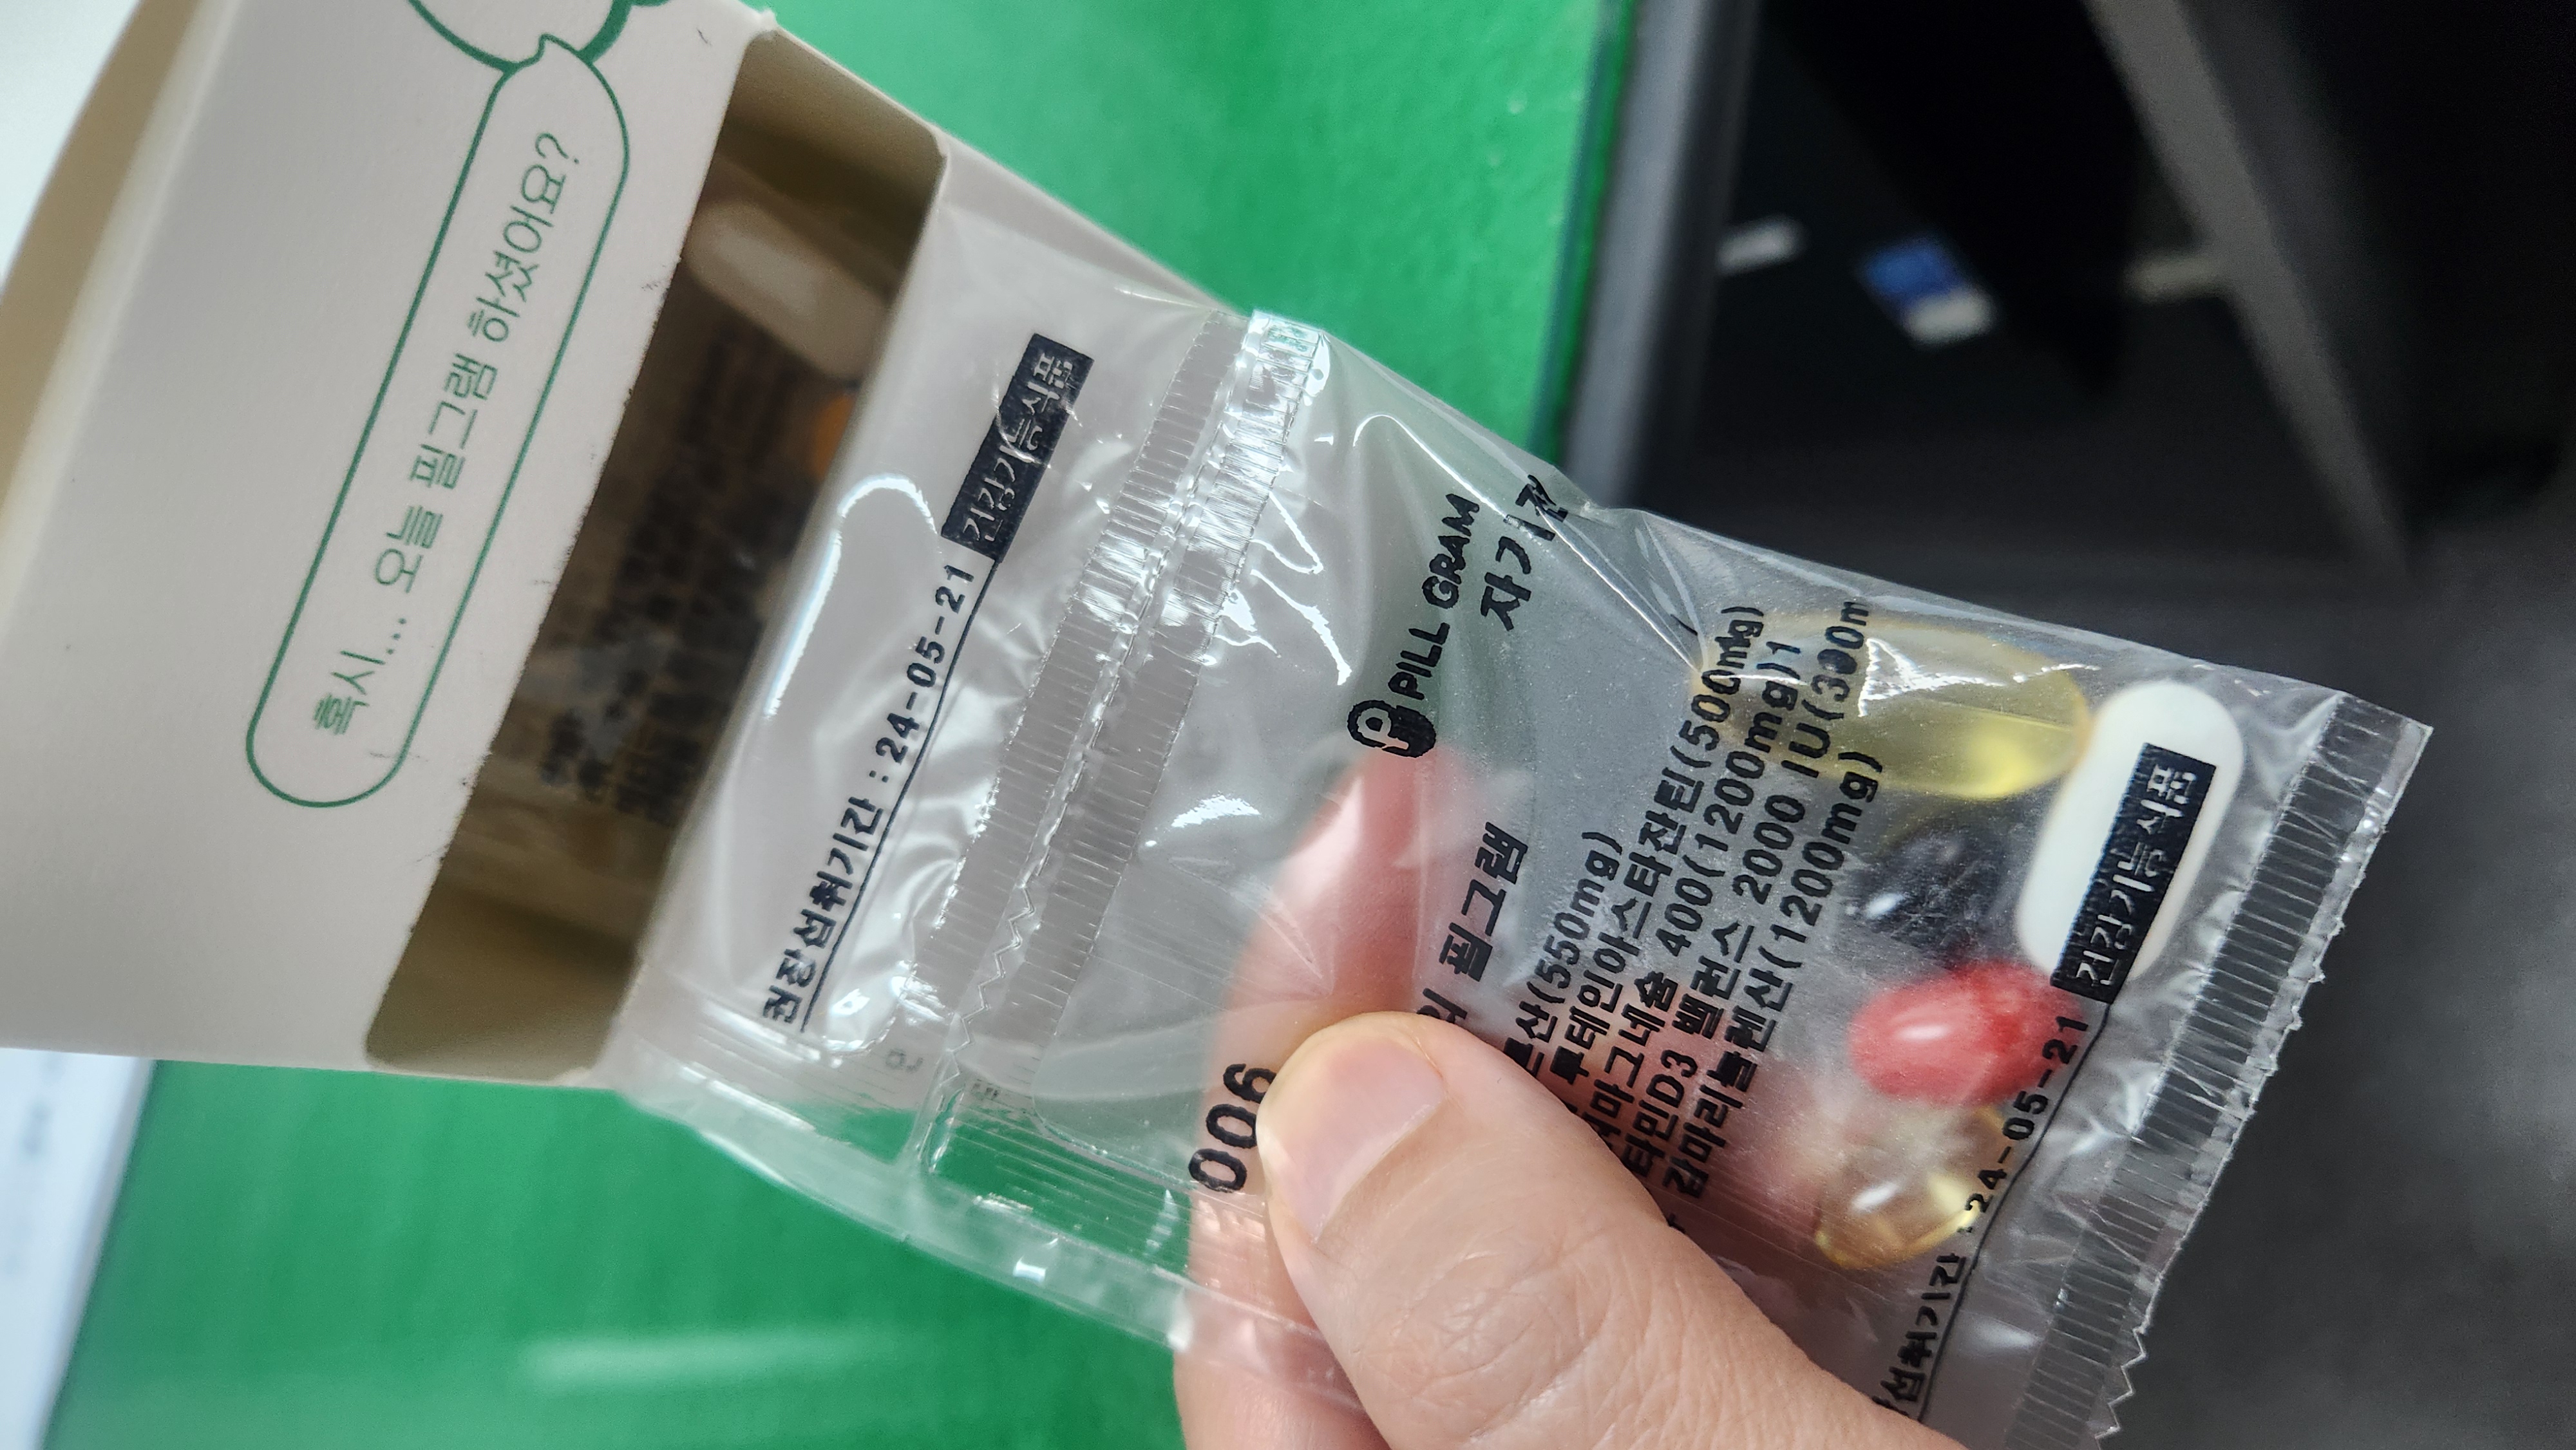 혹시... 오늘 필그램 하셨어요?
권장섭취기간 : 24-05-21 건강기능식품
PILL GRAM
자기전
006
필그램
(550mg)
루테인아스타잔틴(500mg)
마그네슘 400(1200mg)1
타민D3 밸런스 2000 IU(300m
감마리놀렌산(1200mg)
섭취기간 : 24-05-21 건강기능식품